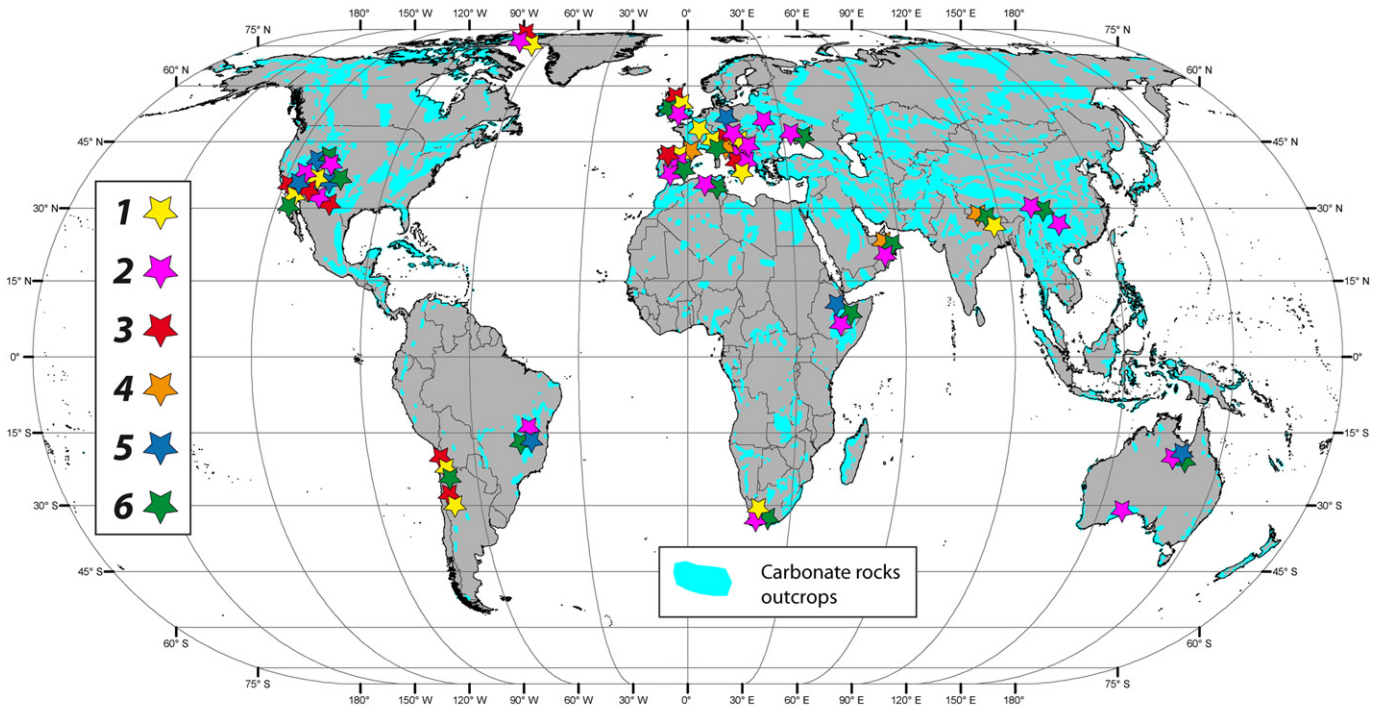 150° W 120° W 90° W 60° W 30° W 0° 30° E 60° E 90° E 120° E 150° E 180°
75° N 75° N
60° N 60° N
45° N 45° N
30° N 30° N
15° N 15° N
0° 0°
15° S 15° S
30° S 30° S
45° S 45° S
60° S 60° S
75° S 75° S
150° W 120° W 90° W 60° W 30° W 0° 30° E 60° E 90° E 120° E 150° E 180°
1
2
3
4
5
6
Carbonate rocks
outcrops